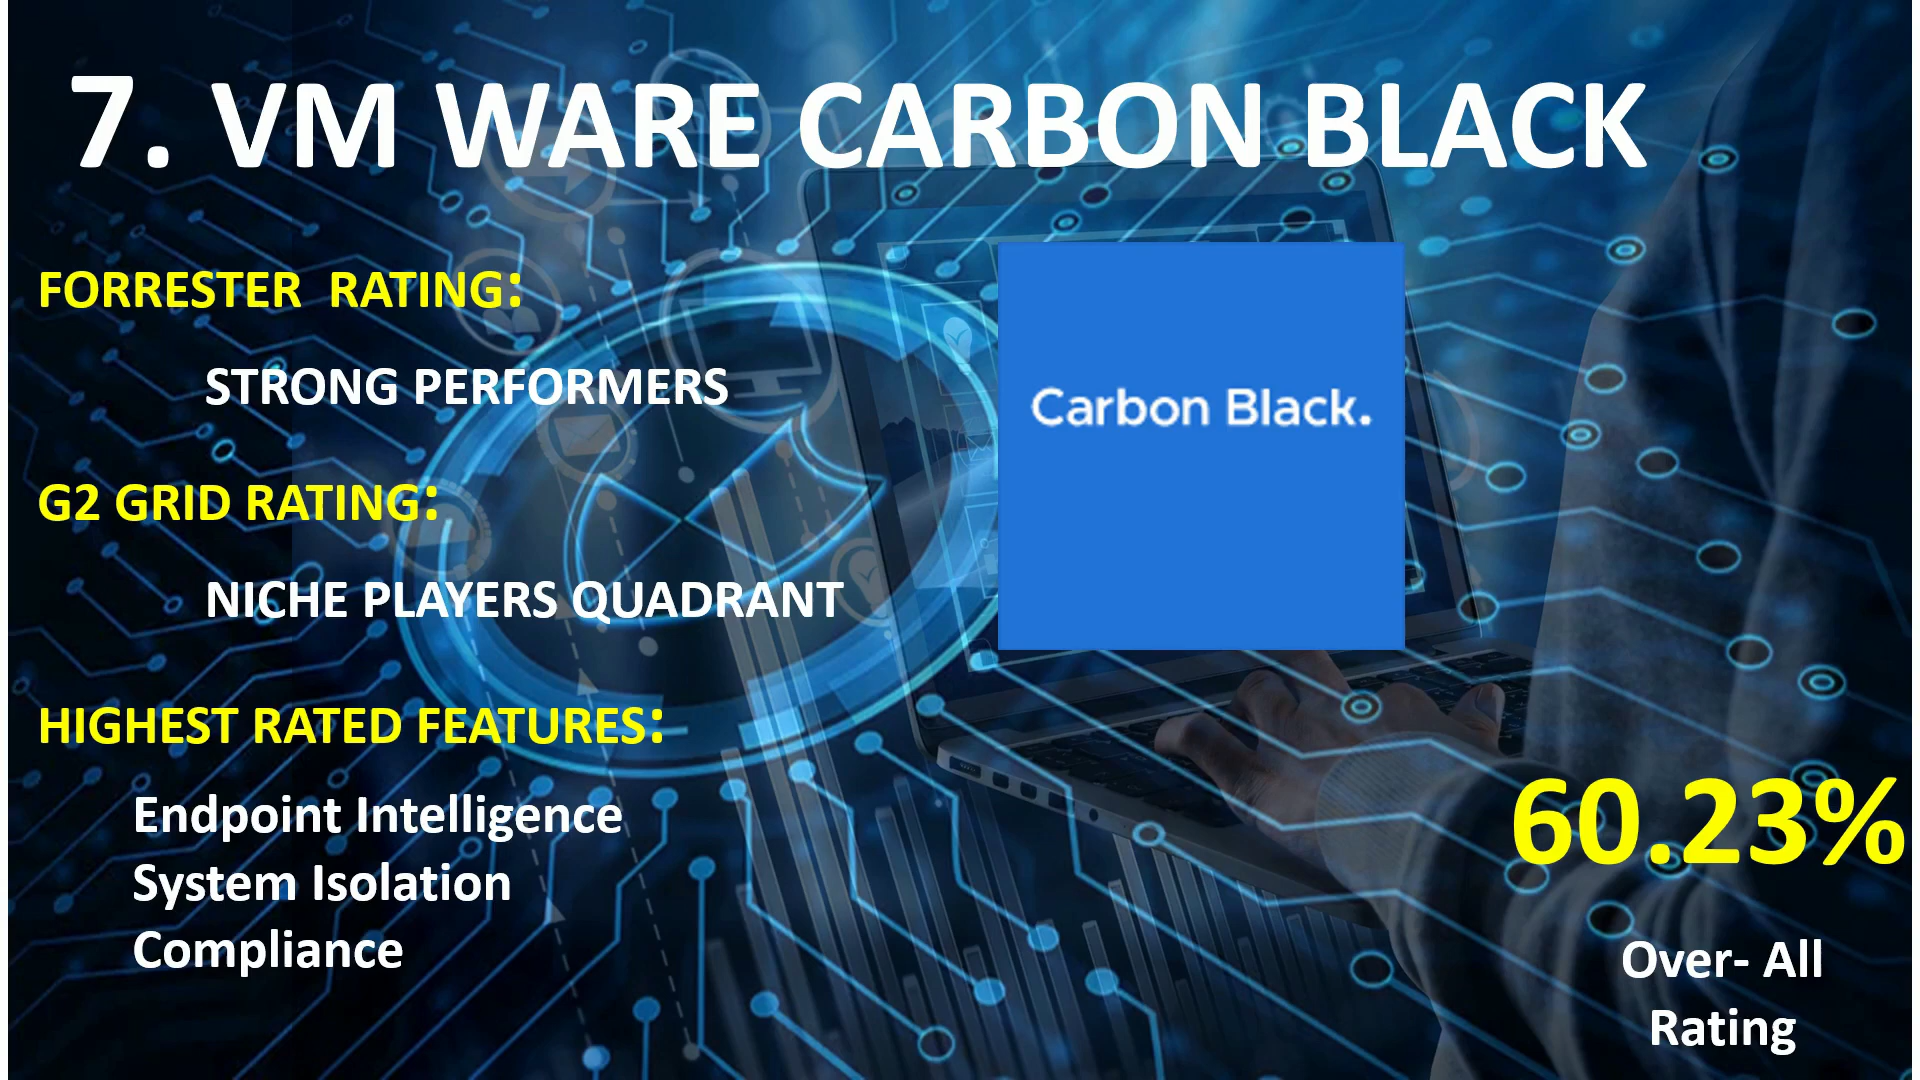 7. VM WARE CARBON BLACK
FORRESTER RATING:
STRONG PERFORMERS
Carbon Black.
G2 GRID RATING:
NICHE PLAYERS QUADRANT
HIGHEST RATED FEATURES:
Endpoint Intelligence
System Isolation
Compliance
60.23%
Over- All
Rating